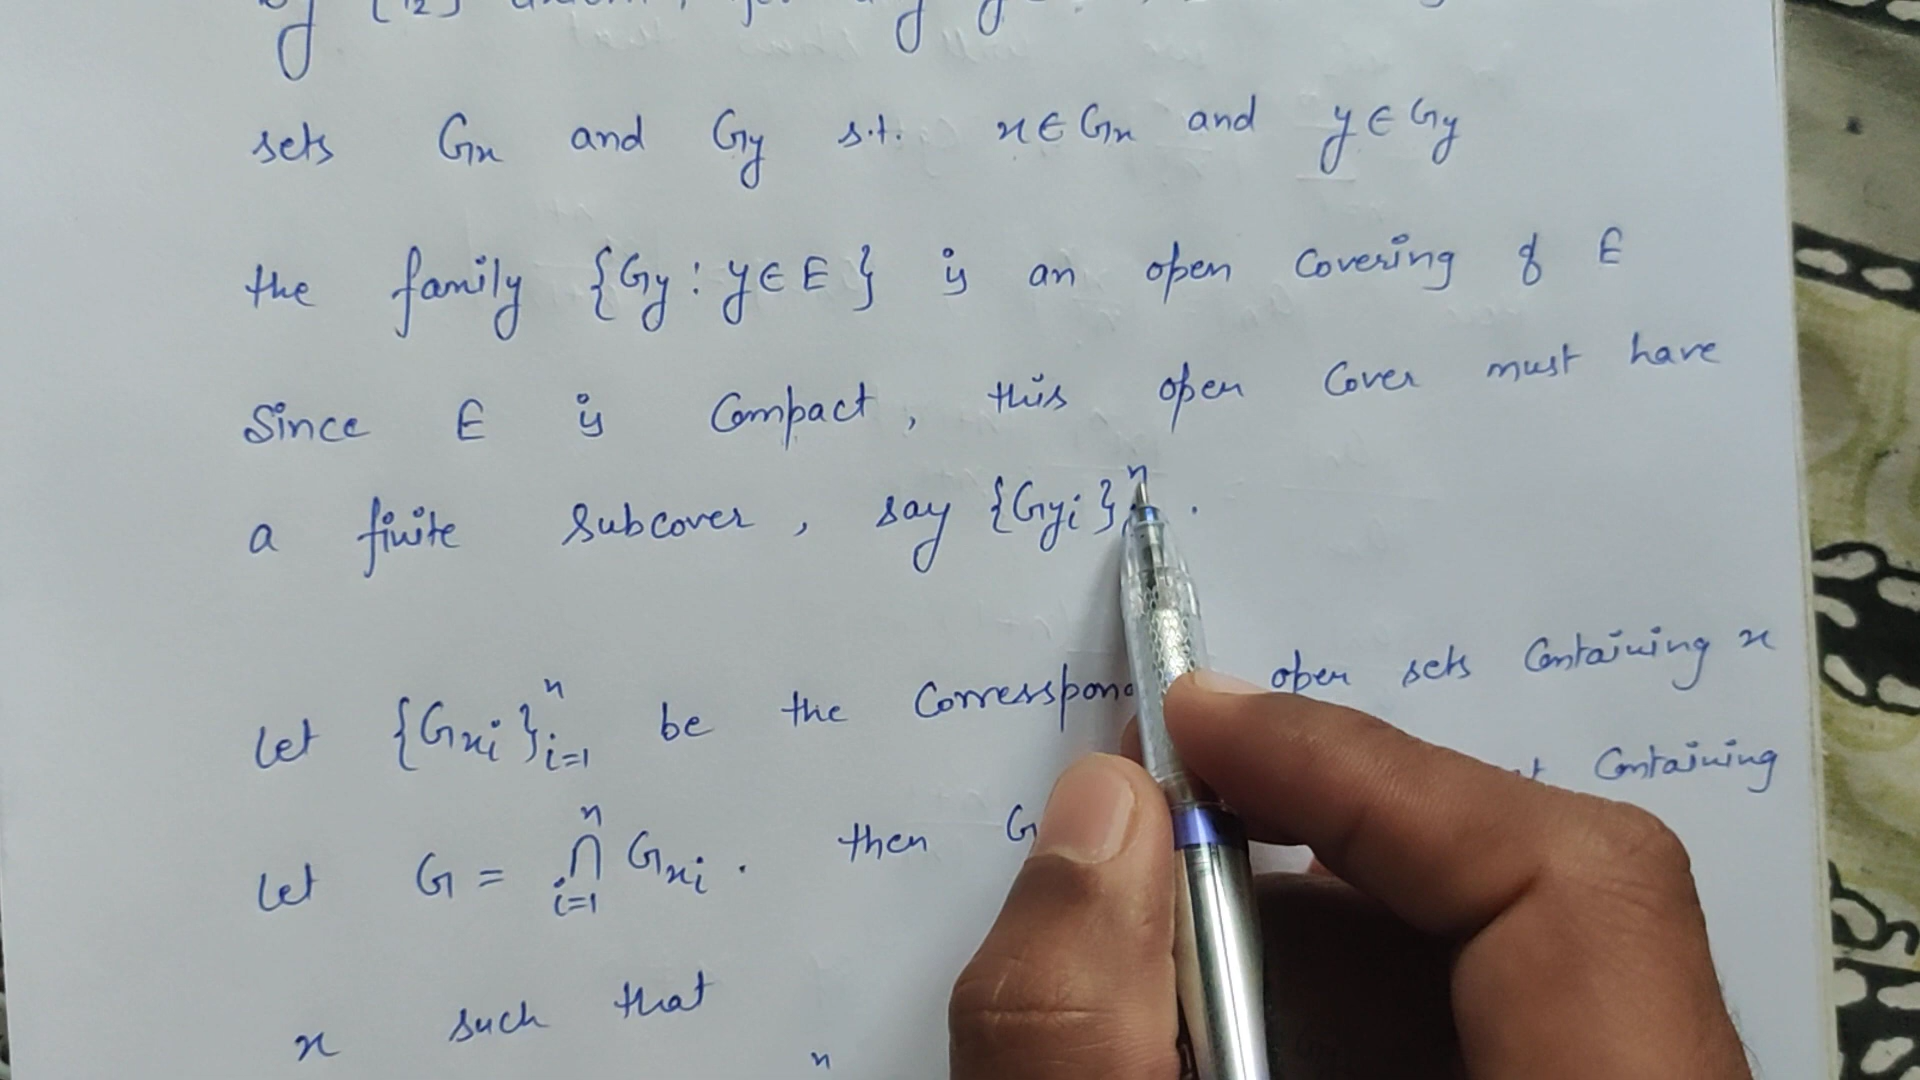 by [T2]
sets Gx and Gy s.t. x ∈ Gx and y ∈ Gy
the family {Gy : y ∈ E } is an open covering of E
Since E is Compact , this open Cover must have
a finite Subcover , say {Gyi}ⁿ .
Let {Gxi}ⁿi=1 be the Corresspond open sets Containing x
Let G = ⁿ∩i=1 Gxi . then G Containing
x such that
n